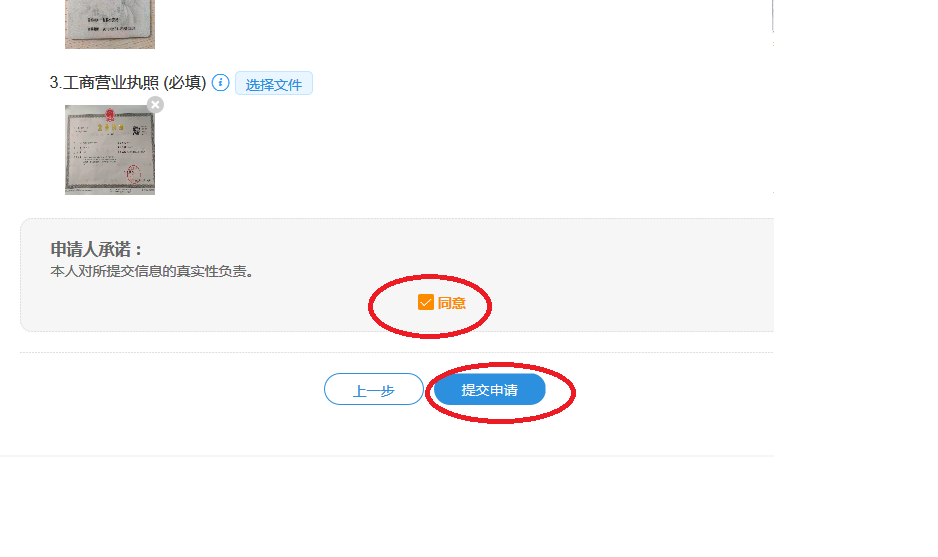 3.工商营业执照 (必填) 选择文件
申请人承诺：
本人对所提交信息的真实性负责。
同意
上一步 提交申请